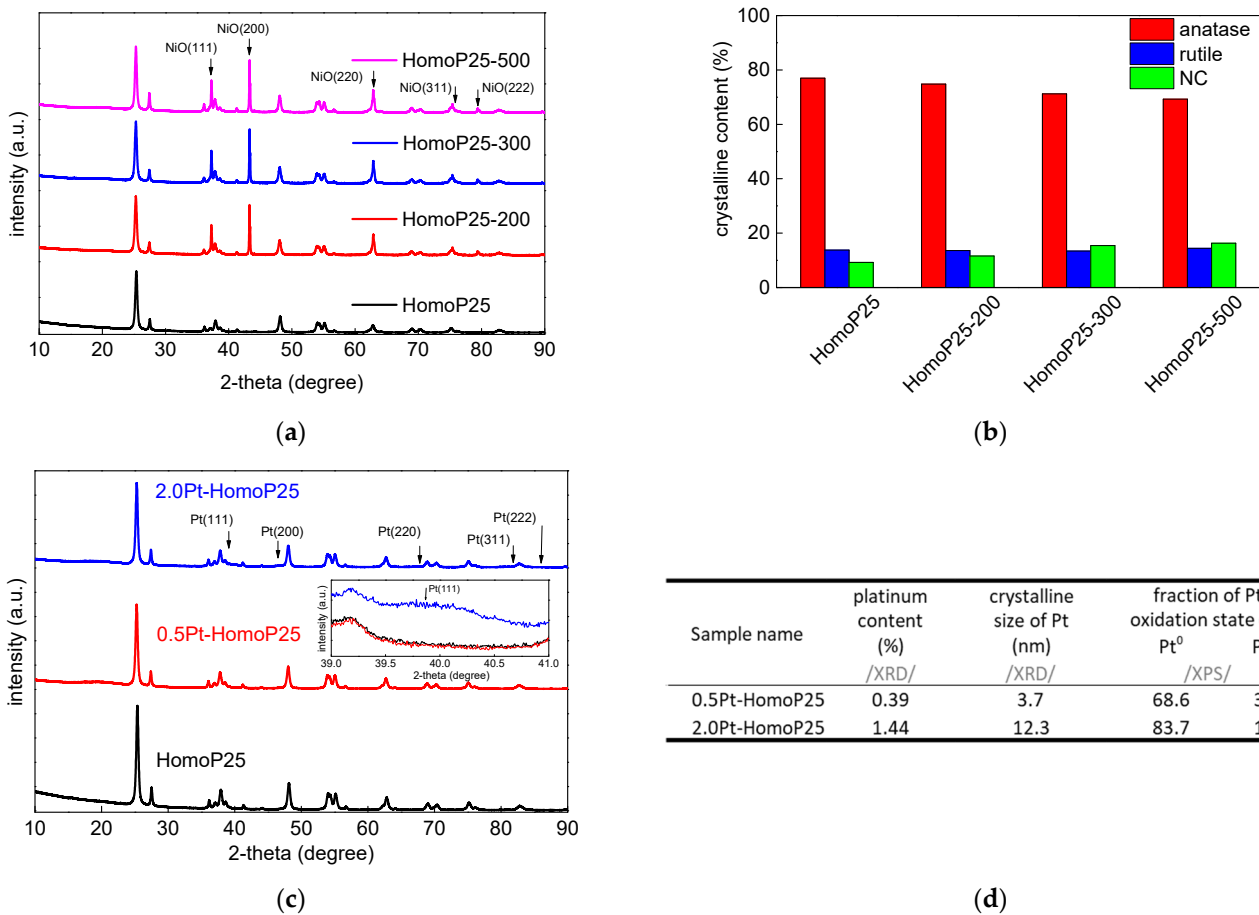 NiO(200)
NiO(111)
HomoP25-500
NiO(220)
NiO(311)
NiO(222)
HomoP25-300
HomoP25-200
HomoP25
intensity (a.u.)
10 20 30 40 50 60 70 80 90
2-theta (degree)
(a)
anatase
rutile
NC
crystalline content (%)
100
80
60
40
20
0
HomoP25
HomoP25-200
HomoP25-300
HomoP25-500
(b)
2.0Pt-HomoP25
Pt(111)
Pt(200)
Pt(220)
Pt(222)
Pt(311)
intensity (a.u.)
Pt(111)
39.0 39.5 40.0 40.5 41.0
2-theta (degree)
0.5Pt-HomoP25
HomoP25
intensity (a.u.)
10 20 30 40 50 60 70 80 90
2-theta (degree)
(c)
Sample name
platinum content (%)
/XRD/
crystalline size of Pt (nm)
/XRD/
fraction of Pt
oxidation state
Pt⁰ P
/XPS/
0.5Pt-HomoP25 0.39 3.7 68.6 3
2.0Pt-HomoP25 1.44 12.3 83.7 1
(d)